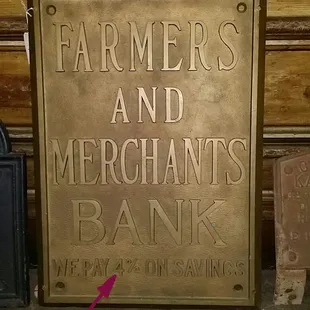 FARMERS
AND
MERCHANTS
BANK
WE PAY 4% ON SAVINGS